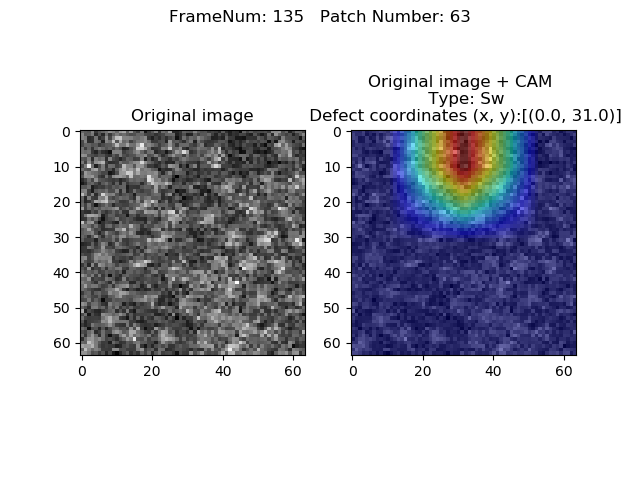 FrameNum: 135   Patch Number: 63
Original image
Original image + CAM
Type: Sw
Defect coordinates (x, y):[(0.0, 31.0)]
0
10
20
30
40
50
60
0 20 40 60
0
10
20
30
40
50
60
0 20 40 60